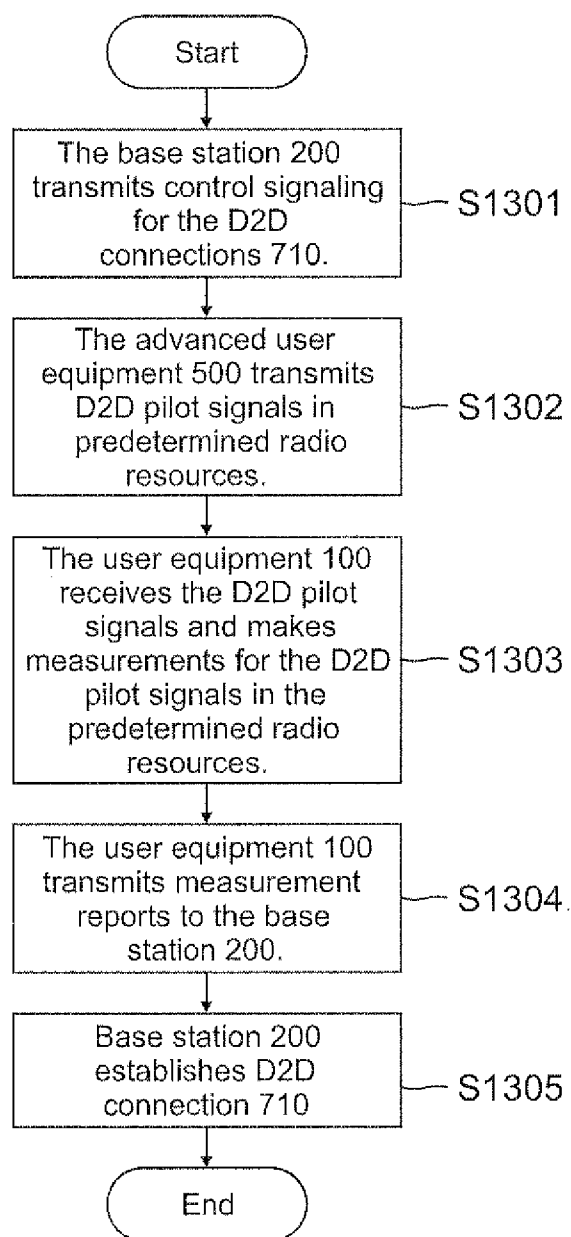 Start
The base station 200
transmits control signaling
for the D2D
connections 710.
S1301
The advanced user
equipment 500 transmits
D2D pilot signals in
predetermined radio
resources.
S1302
The user equipment 100
receives the D2D pilot
signals and makes
measurements for the D2D
pilot signals in the
predetermined radio
resources.
S1303
The user equipment 100
transmits measurement
reports to the base
station 200.
S1304
Base station 200
establishes D2D
connection 710
S1305
End